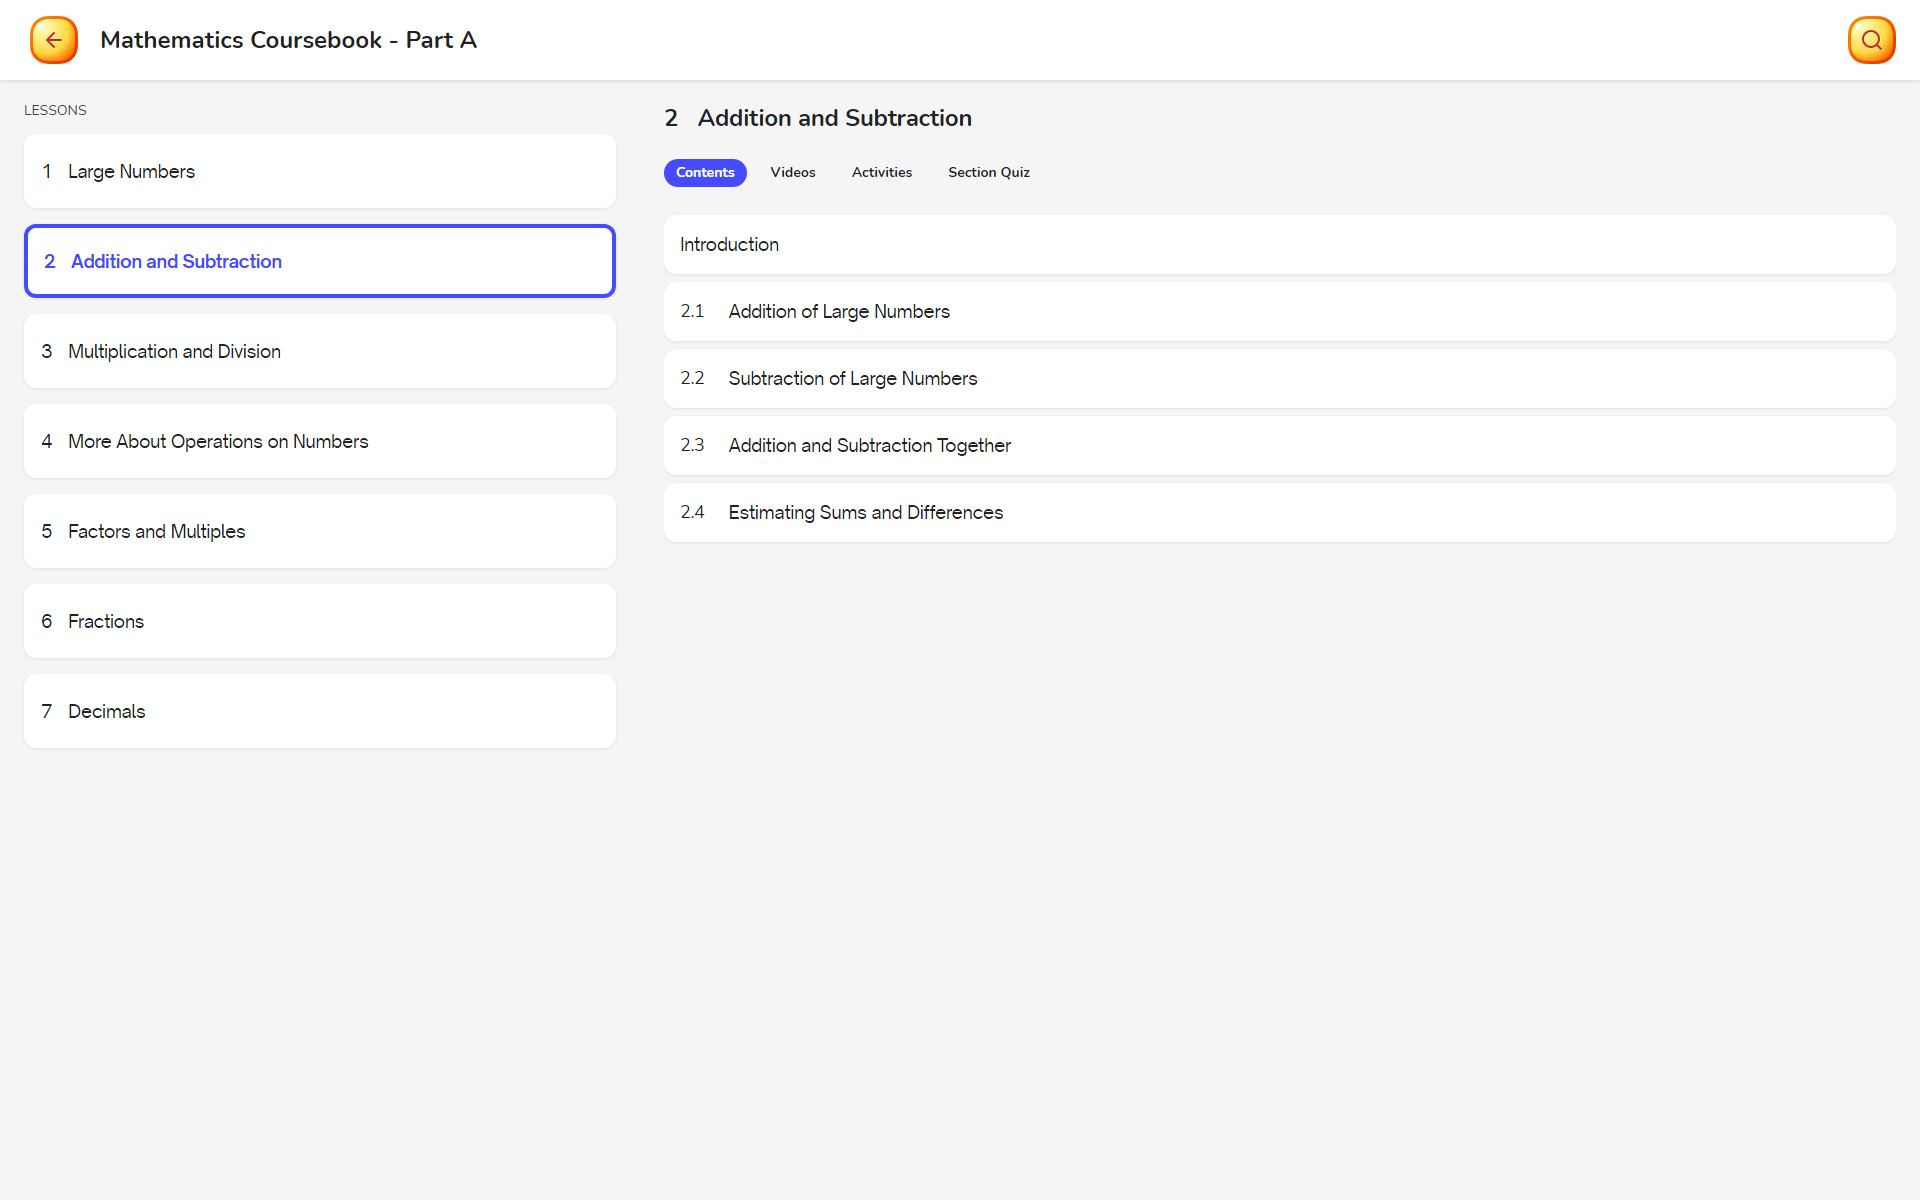 Mathematics Coursebook - Part A
LESSONS
1 Large Numbers
2 Addition and Subtraction
3 Multiplication and Division
4 More About Operations on Numbers
5 Factors and Multiples
6 Fractions
7 Decimals
2 Addition and Subtraction
Contents Videos Activities Section Quiz
Introduction
2.1 Addition of Large Numbers
2.2 Subtraction of Large Numbers
2.3 Addition and Subtraction Together
2.4 Estimating Sums and Differences